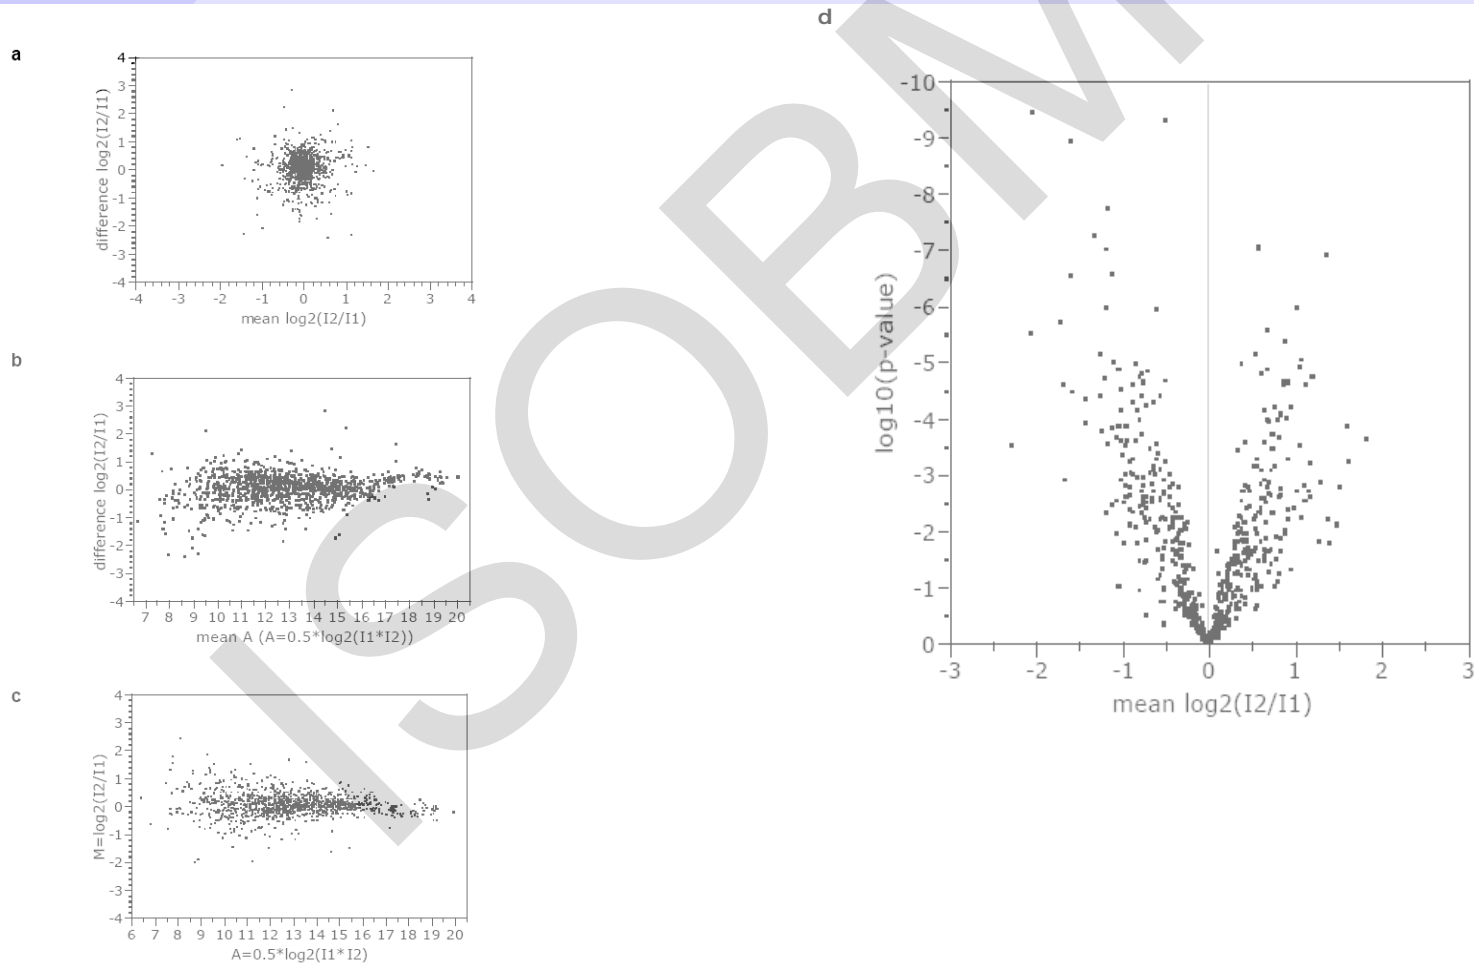 a
difference log2(I2/I1)
4
3
2
1
0
-1
-2
-3
-4
-4 -3 -2 -1 0 1 2 3 4
mean log2(I2/I1)
b
difference log2(I2/I1)
4
3
2
1
0
-1
-2
-3
-4
7 8 9 10 11 12 13 14 15 16 17 18 19 20
mean A (A=0.5*log2(I1*I2))
c
M=log2(I2/I1)
4
3
2
1
0
-1
-2
-3
-4
6 7 8 9 10 11 12 13 14 15 16 17 18 19 20
A=0.5*log2(I1*I2)
d
log10(p-value)
-10
-9
-8
-7
-6
-5
-4
-3
-2
-1
0
-3 -2 -1 0 1 2 3
mean log2(I2/I1)
ISOBM